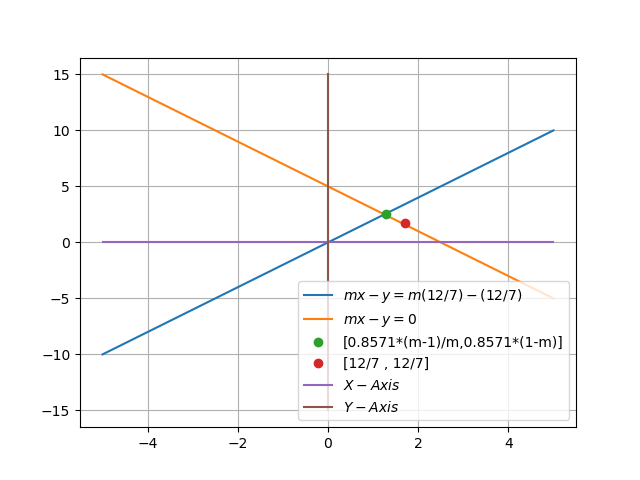 15
10
5
0
−5
−10
−15
−4
−2
0
2
4
mx − y = m(12/7) − (12/7)
mx − y = 0
[0.8571*(m-1)/m,0.8571*(1-m)]
[12/7 , 12/7]
X − Axis
Y − Axis